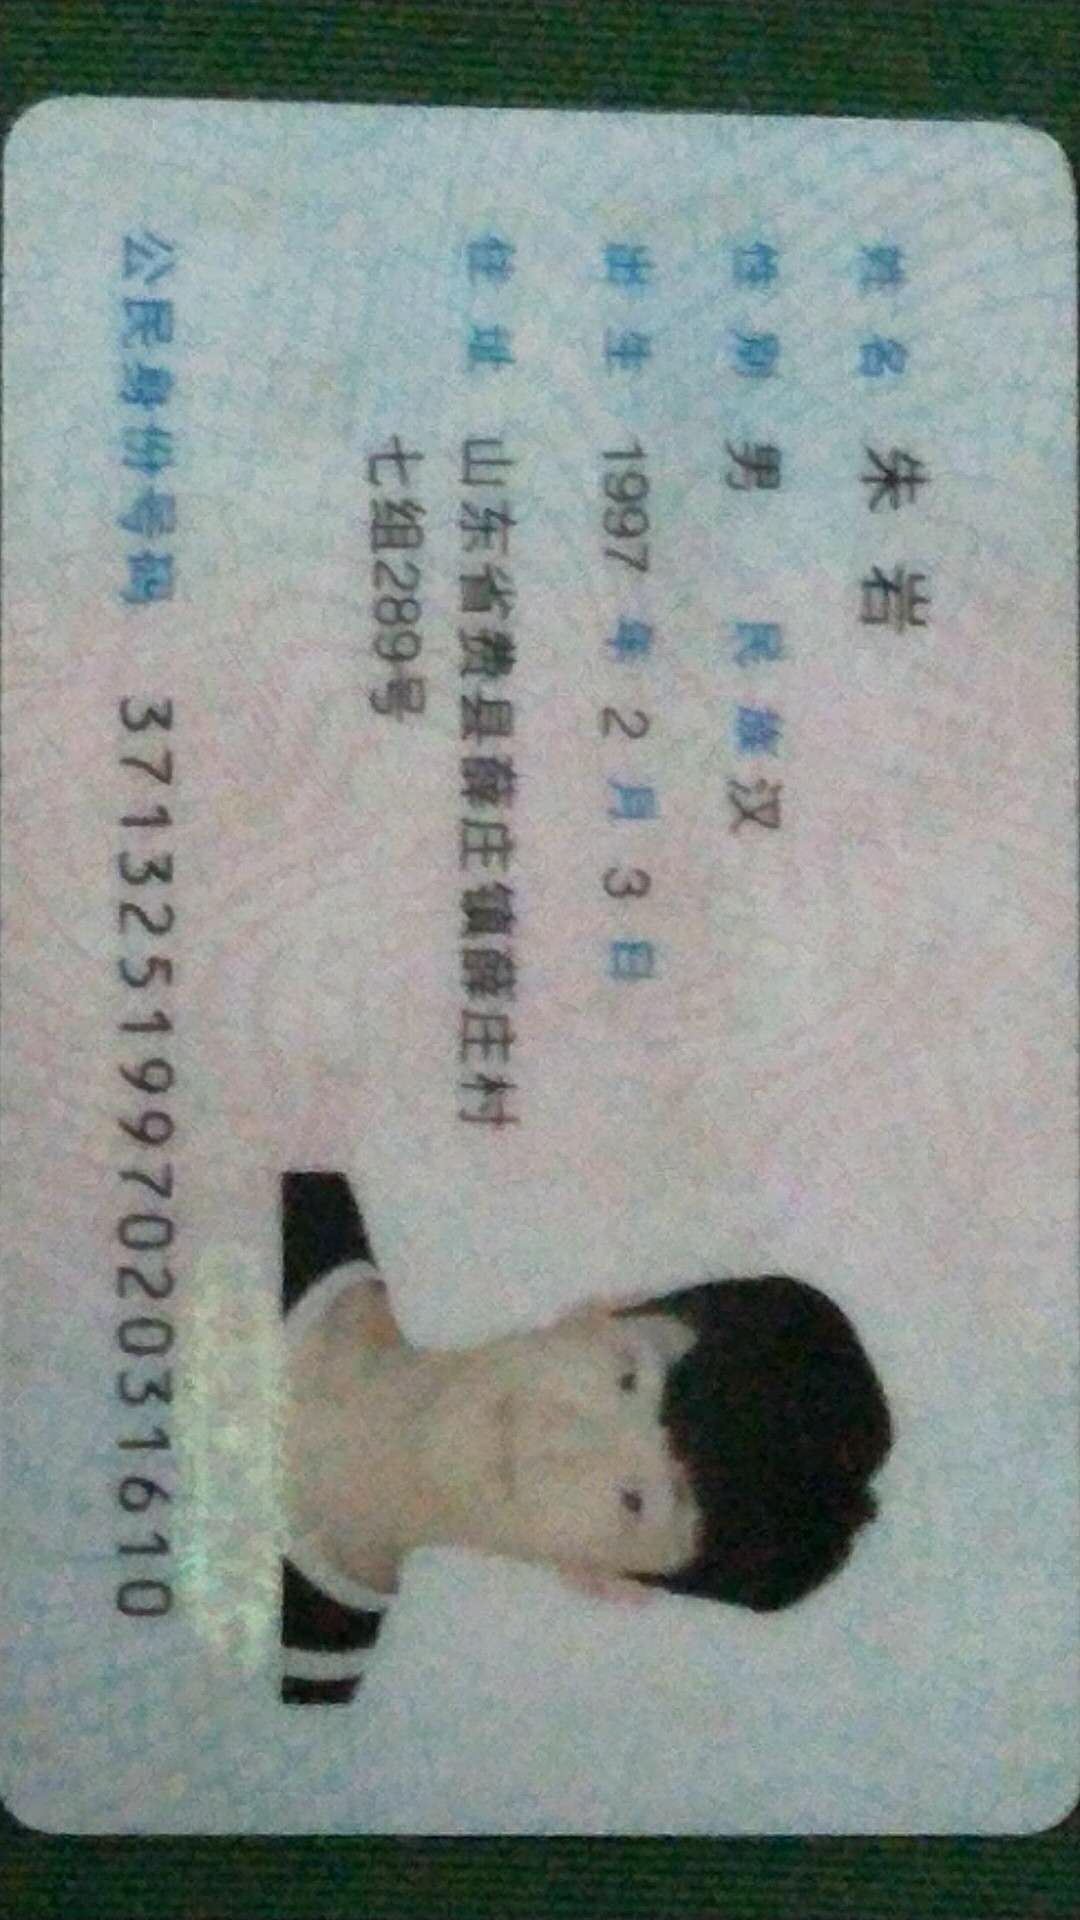 姓名 朱岩
性别 男 民族 汉
出生 1997 年 2 月 3 日
住址 山东省费县薛庄镇薛庄村
七组289号
公民身份号码 371325199702031610